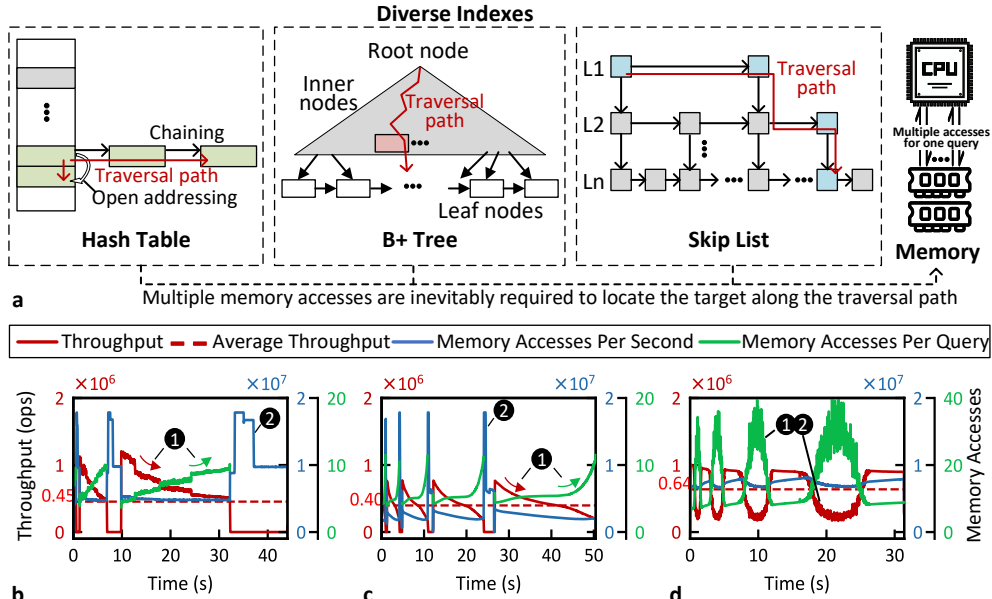 Diverse Indexes
Chaining
Traversal path
Open addressing
Hash Table
Root node
Inner
nodes
Traversal
path
Leaf nodes
B+ Tree
L1
L2
Ln
Traversal
path
Skip List
CPU
Multiple accesses
for one query
Memory
a
Multiple memory accesses are inevitably required to locate the target along the traversal path
Throughput
Average Throughput
Memory Accesses Per Second
Memory Accesses Per Query
Throughput (ops)
×10⁶
×10⁷
2
1
0.45
0
2
1
0
20
10
0
1
2
0 10 20 30 40
Time (s)
b
×10⁶
×10⁷
2
1
0.40
0
2
1
0
20
10
0
2
1
0 10 20 30 40 50
Time (s)
c
×10⁶
×10⁷
2
1
0.64
0
2
1
0
40
20
0
1 2
0 10 20 30
Time (s)
d
Memory Accesses